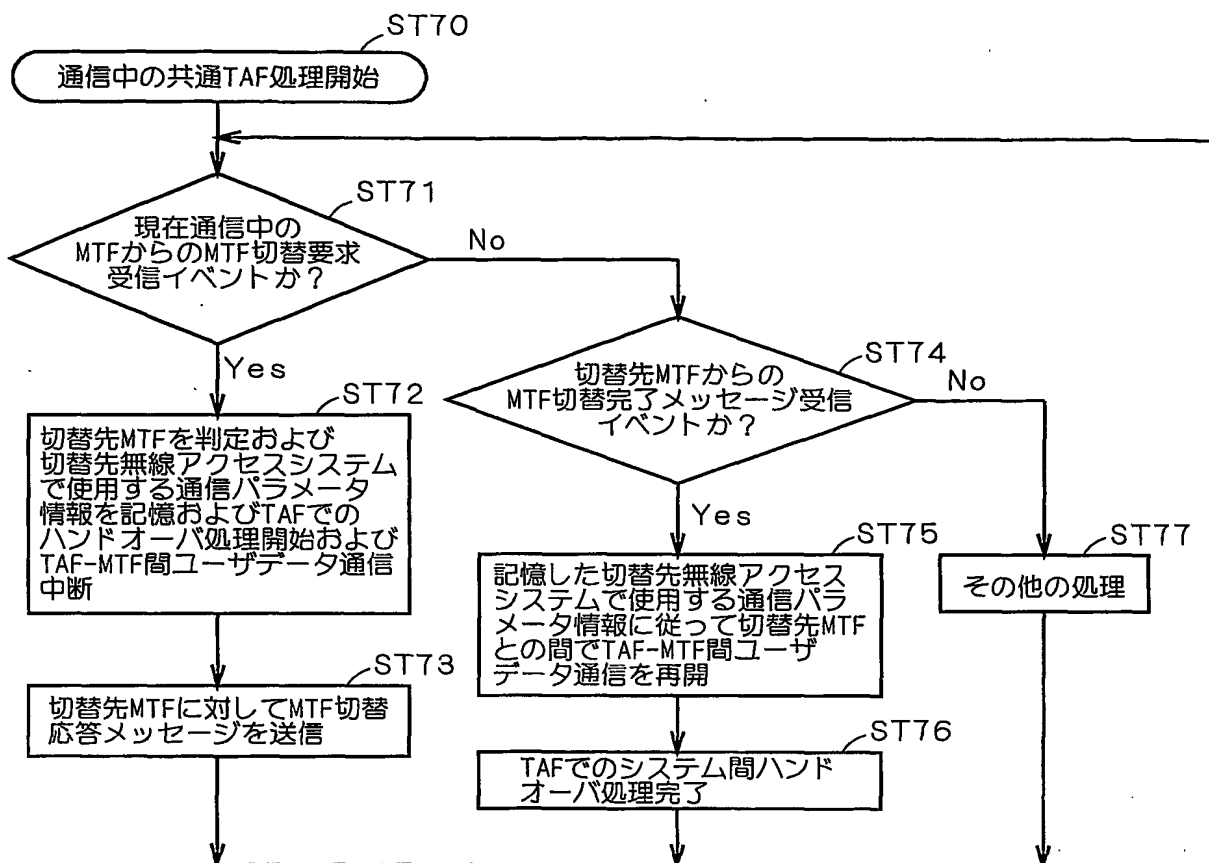 ST70
通信中の共通TAF処理開始
ST71
現在通信中の
MTFからのMTF切替要求
受信イベントか？
No
Yes
ST72
切替先MTFを判定および
切替先無線アクセスシステム
で使用する通信パラメータ
情報を記憶およびTAFでの
ハンドオーバ処理開始および
TAF-MTF間ユーザデータ通信
中断
ST73
切替先MTFに対してMTF切替
応答メッセージを送信
ST74
切替先MTFからの
MTF切替完了メッセージ受信
イベントか？
No
Yes
ST75
記憶した切替先無線アクセス
システムで使用する通信パラ
メータ情報に従って切替先MTF
との間でTAF-MTF間ユーザ
データ通信を再開
ST76
TAFでのシステム間ハンド
オーバ処理完了
ST77
その他の処理